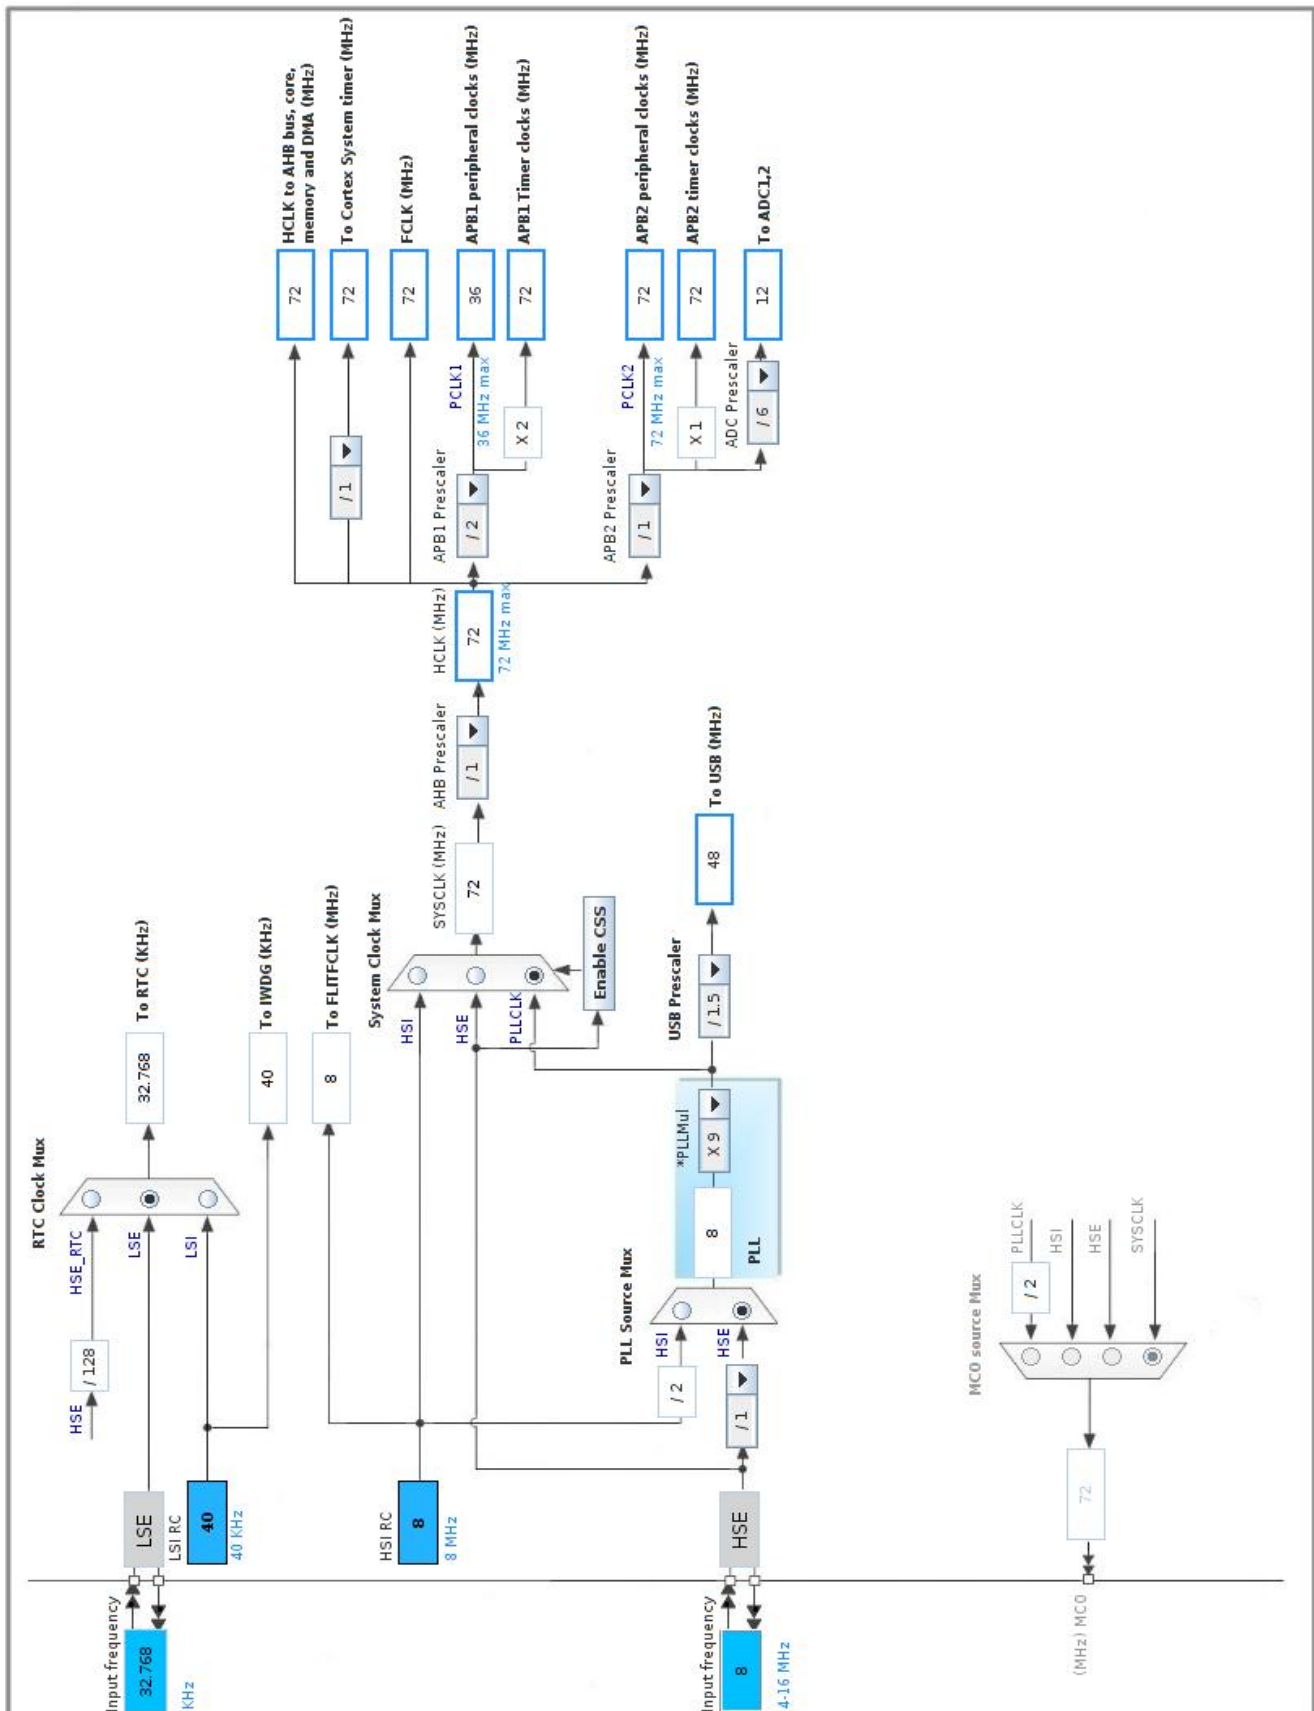 RTC Clock Mux
HSE
/ 128
HSE_RTC
To RTC (KHz)
32.768
Input frequency
32.768
KHz
LSE
LSE
LSI RC
40
40 KHz
LSI
To IWDG (KHz)
40
To FLITFCLK (MHz)
8
HSI RC
8
8 MHz
System Clock Mux
HSI
HSE
PLLCLK
Enable CSS
SYSCLK (MHz)
72
AHB Prescaler
/ 1
HCLK (MHz)
72
72 MHz max
HCLK to AHB bus, core,
memory and DMA (MHz)
72
/ 1
To Cortex System timer (MHz)
72
FCLK (MHz)
72
APB1 Prescaler
/ 2
PCLK1
36 MHz max
36
APB1 peripheral clocks (MHz)
X 2
72
APB1 Timer clocks (MHz)
APB2 Prescaler
/ 1
PCLK2
72 MHz max
72
APB2 peripheral clocks (MHz)
X 1
72
APB2 timer clocks (MHz)
ADC Prescaler
/ 6
12
To ADC1,2
PLL Source Mux
HSI
/ 2
HSE
/ 1
Input frequency
8
4-16 MHz
HSE
8
PLL
*PLLMul
X 9
USB Prescaler
/ 1.5
48
To USB (MHz)
MCO source Mux
PLLCLK
/ 2
HSI
HSE
SYSCLK
72
(MHz) MCO